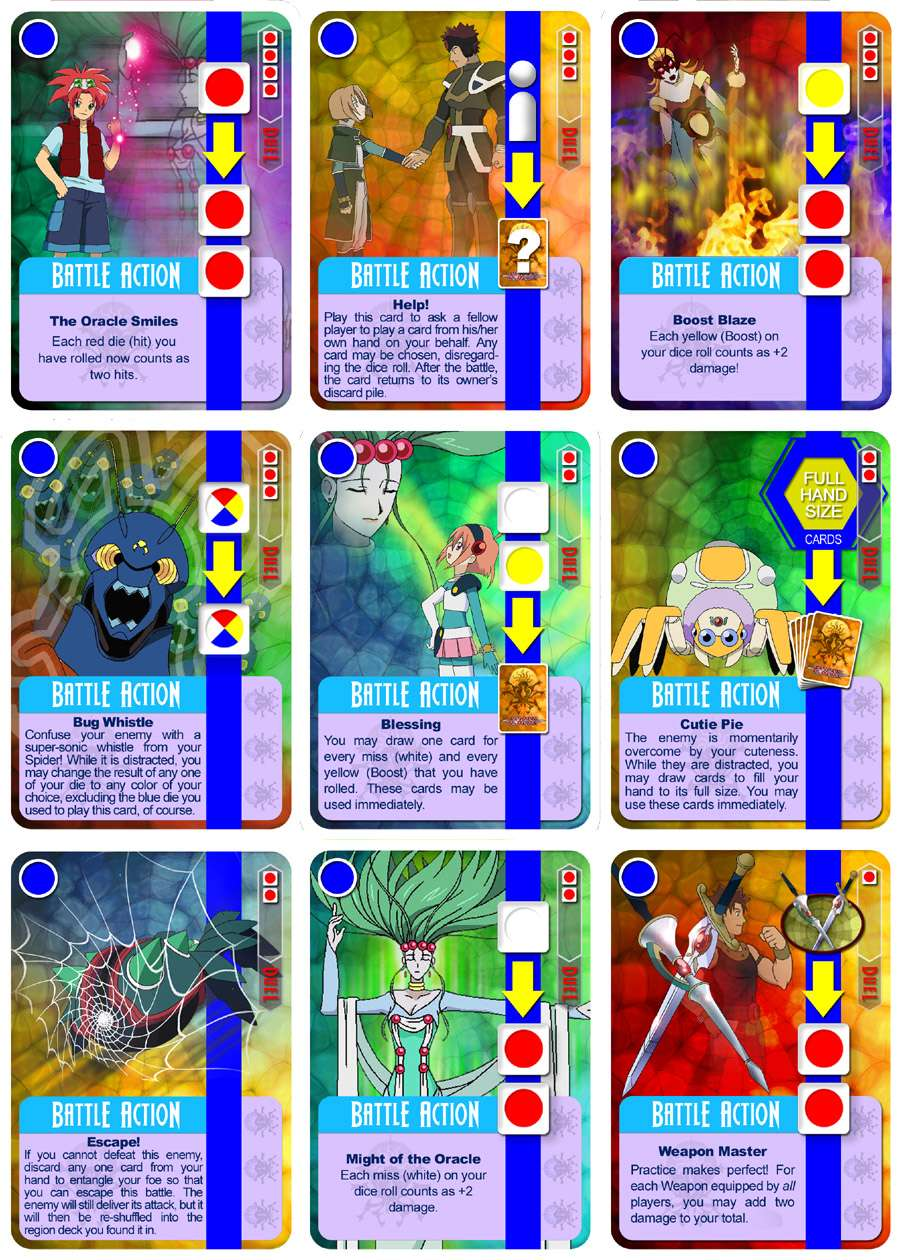 DUEL
BATTLE ACTION
The Oracle Smiles
Each red die (hit) you
have rolled now counts as
two hits.
DUEL
?
BATTLE ACTION
Help!
Play this card to ask a fellow
player to play a card from his/her
own hand on your behalf. Any
card may be chosen, disregard-
ing the dice roll. After the battle,
the card returns to its owner's
discard pile.
DUEL
BATTLE ACTION
Boost Blaze
Each yellow (Boost) on
your dice roll counts as +2
damage!
DUEL
BATTLE ACTION
Bug Whistle
Confuse your enemy with a
super-sonic whistle from your
Spider! While it is distracted, you
may change the result of any one
of your die to any color of your
choice, excluding the blue die you
used to play this card, of course.
DUEL
BATTLE ACTION
Blessing
You may draw one card for
every miss (white) and every
yellow (Boost) that you have
rolled. These cards may be
used immediately.
FULL
HAND
SIZE
CARDS
DUEL
BATTLE ACTION
Cutie Pie
The enemy is momentarily
overcome by your cuteness.
While they are distracted, you
may draw cards to fill your
hand to its full size. You may
use these cards immediately.
DUEL
BATTLE ACTION
Escape!
If you cannot defeat this enemy,
discard any one card from your
hand to entangle your foe so that
you can escape this battle. The
enemy will still deliver its attack, but it
will then be re-shuffled into the
region deck you found it in.
DUEL
BATTLE ACTION
Might of the Oracle
Each miss (white) on your
dice roll counts as +2
damage.
DUEL
BATTLE ACTION
Weapon Master
Practice makes perfect! For
each Weapon equipped by all
players, you may add two
damage to your total.